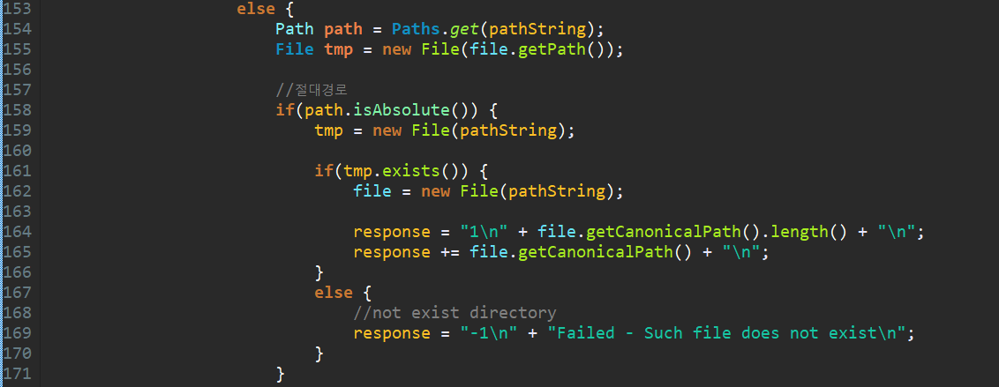 153 else {
154 Path path = Paths.get(pathString);
155 File tmp = new File(file.getPath());
156
157 //절대경로
158 if(path.isAbsolute()) {
159 tmp = new File(pathString);
160
161 if(tmp.exists()) {
162 file = new File(pathString);
163
164 response = "1\n" + file.getCanonicalPath().length() + "\n";
165 response += file.getCanonicalPath() + "\n";
166 }
167 else {
168 //not exist directory
169 response = "-1\n" + "Failed - Such file does not exist\n";
170 }
171 }